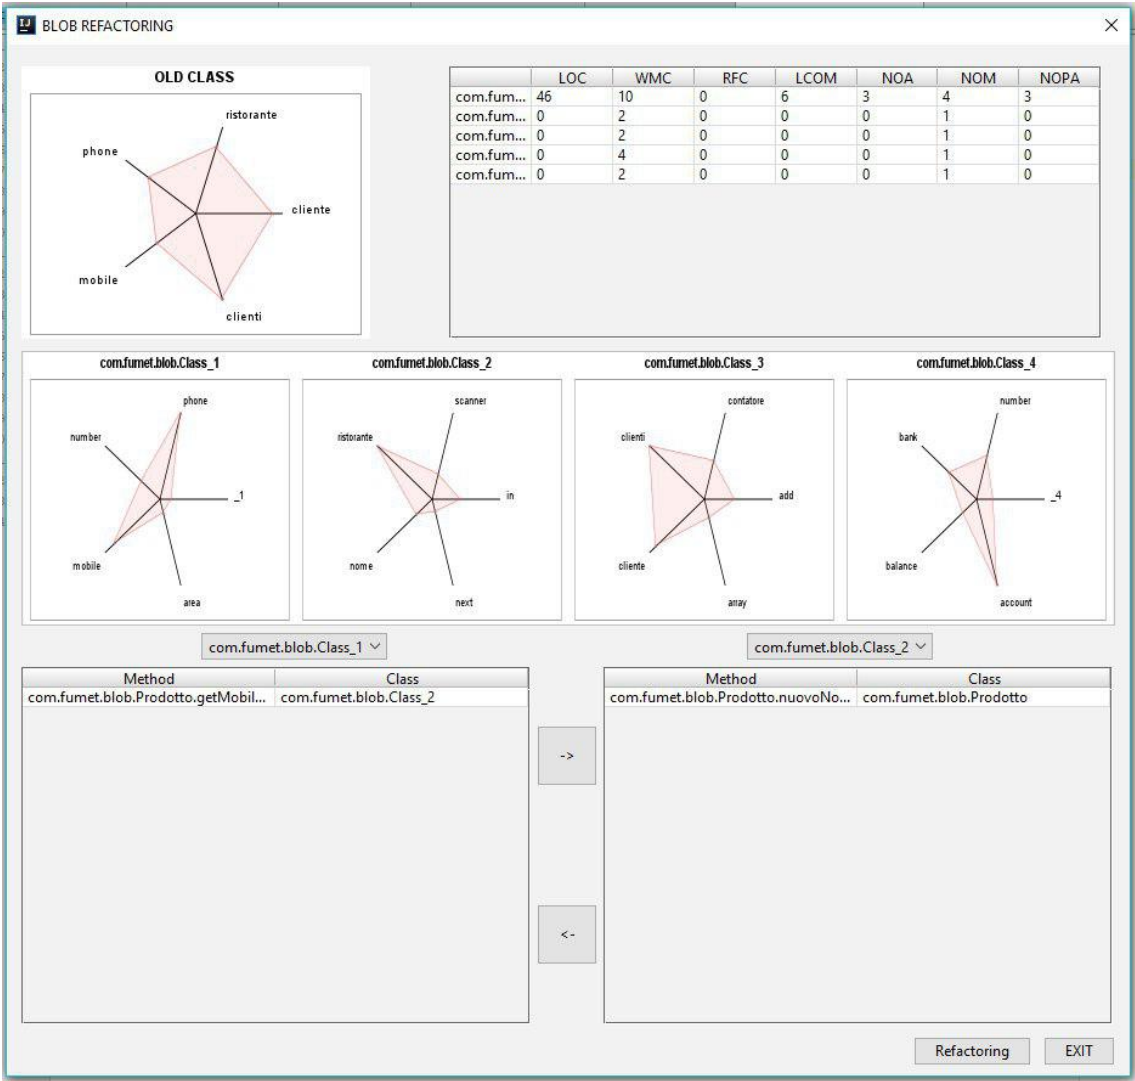 BLOB REFACTORING
OLD CLASS
ristorante
phone
cliente
mobile
clienti
LOC WMC RFC LCOM NOA NOM NOPA
com.fum... 46 10 0 6 3 4 3
com.fum... 0 2 0 0 0 1 0
com.fum... 0 2 0 0 0 1 0
com.fum... 0 4 0 0 0 1 0
com.fum... 0 2 0 0 0 1 0
com.fumet.blob.Class_1
phone
number
_1
mobile
area
com.fumet.blob.Class_2
scanner
ristorante
in
nome
next
com.fumet.blob.Class_3
contatore
clienti
add
cliente
array
com.fumet.blob.Class_4
number
bank
_4
balance
account
com.fumet.blob.Class_1
com.fumet.blob.Class_2
Method Class
com.fumet.blob.Prodotto.getMobil... com.fumet.blob.Class_2
->
<-
Method Class
com.fumet.blob.Prodotto.nuovoNo... com.fumet.blob.Prodotto
Refactoring EXIT